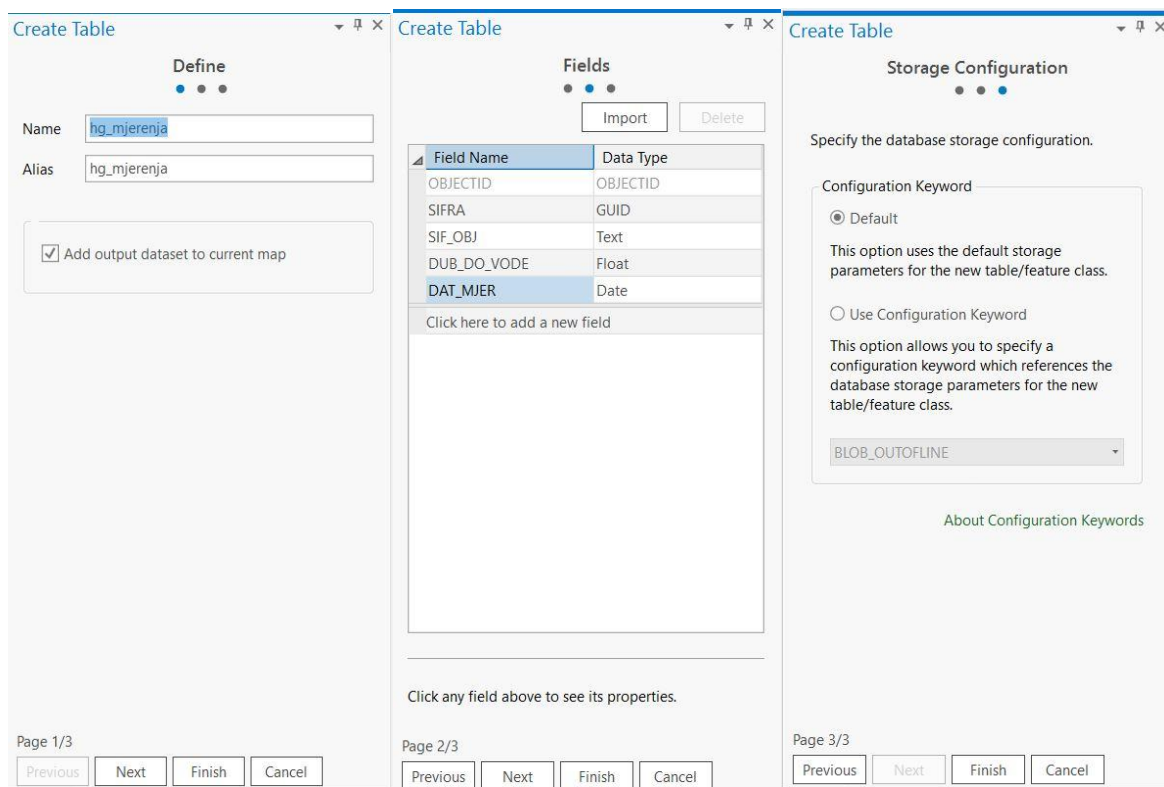 Create Table
Define
Name hg_mjerenja
Alias hg_mjerenja
Add output dataset to current map
Page 1/3
Previous Next Finish Cancel
Create Table
Fields
Import Delete
Field Name Data Type
OBJECTID OBJECTID
SIFRA GUID
SIF_OBJ Text
DUB_DO_VODE Float
DAT_MJER Date
Click here to add a new field
Click any field above to see its properties.
Page 2/3
Previous Next Finish Cancel
Create Table
Storage Configuration
Specify the database storage configuration.
Configuration Keyword
Default
This option uses the default storage
parameters for the new table/feature class.
Use Configuration Keyword
This option allows you to specify a
configuration keyword which references the
database storage parameters for the new
table/feature class.
BLOB_OUTOFLINE
About Configuration Keywords
Page 3/3
Previous Next Finish Cancel